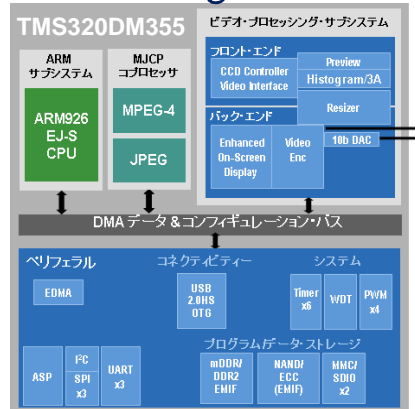 TMS320DM355
ARM
サブシステム
ARM926
EJ-S
CPU
MJCP
コプロセッサ
MPEG-4
JPEG
ビデオ・プロセッシング・サブシステム
フロント・エンド
CCD Controller
Video Interface
Preview
Histogram/3A
Resizer
バック・エンド
Enhanced
On-Screen
Display
Video
Enc
10b DAC
DMA データ & コンフィギュレーション・バス
ペリフェラル
EDMA
ASP
I²C
SPI
x3
UART
x3
コネクティビティー
USB
2.0HS
OTG
システム
Timer
x6
WDT
PWM
x4
プログラム/データ・ストレージ
mDDR/
DDR2
EMIF
NAND/
ECC
(EMIF)
MMC/
SDIO
x2